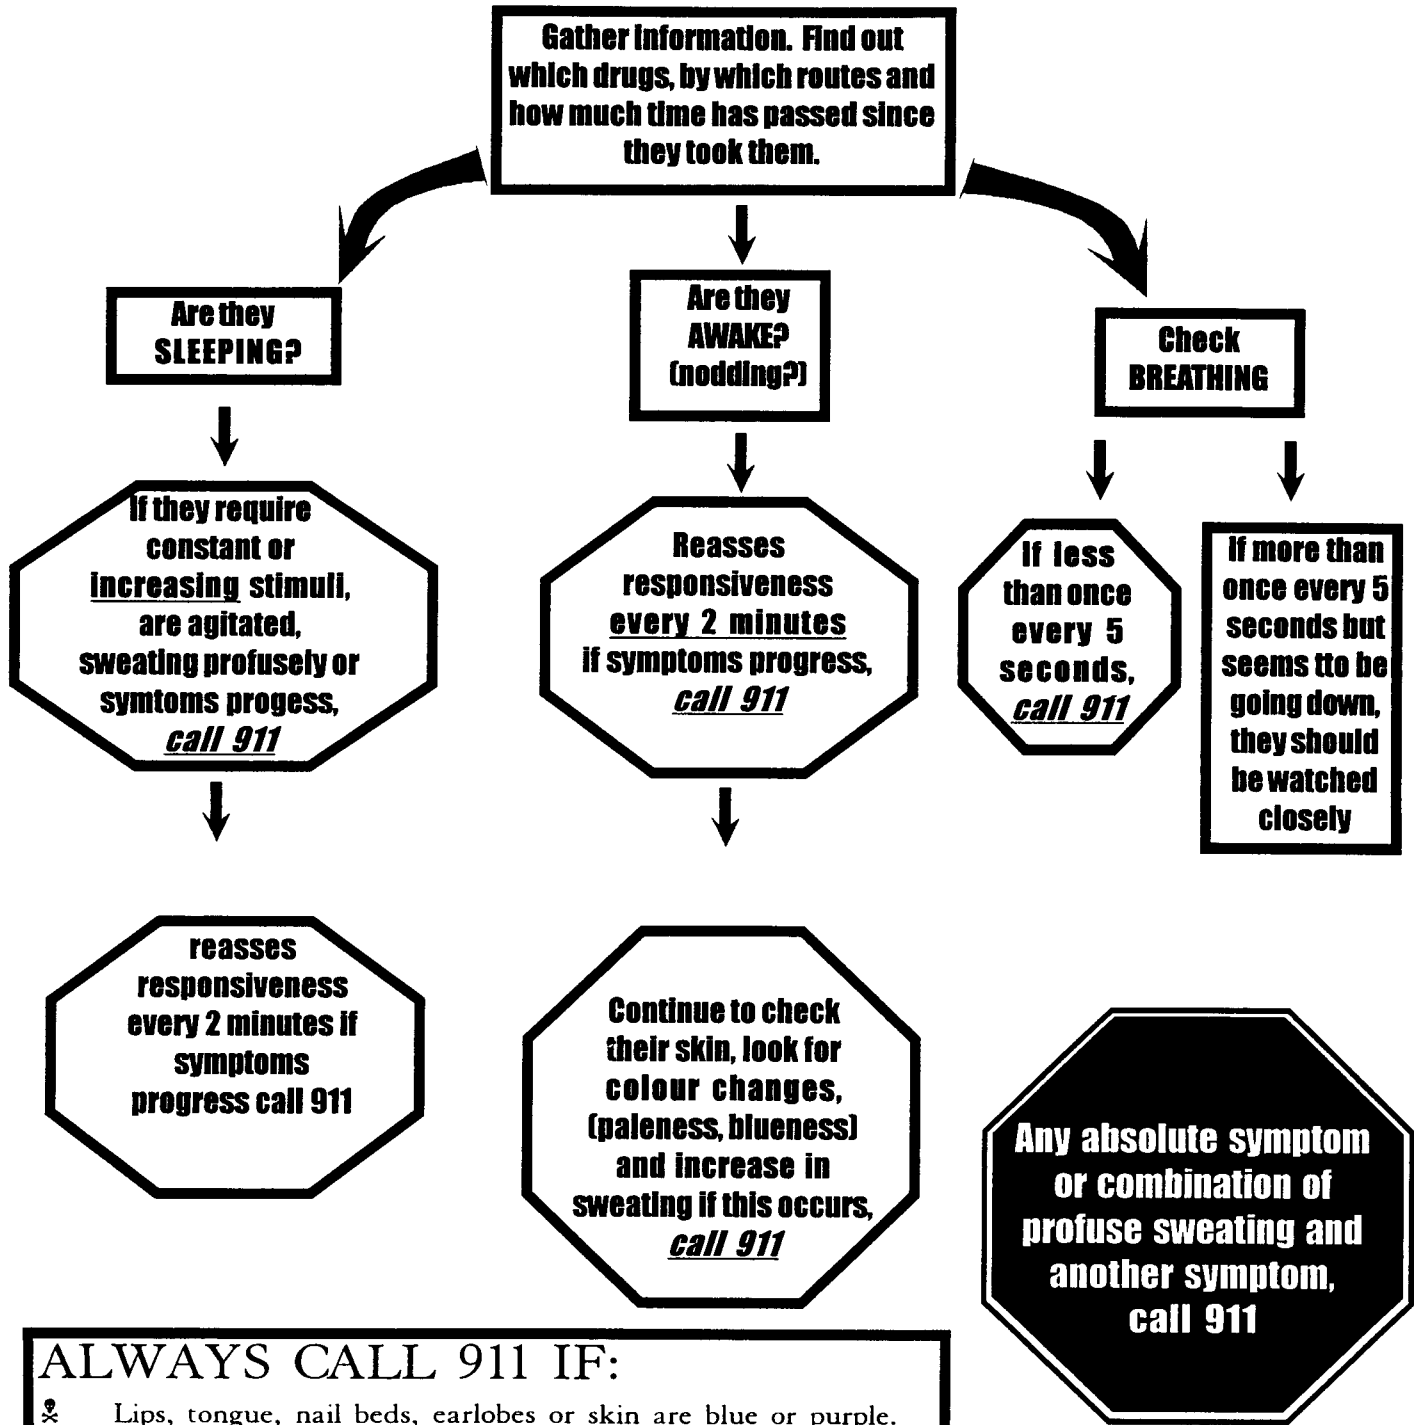 Gather information. Find out
which drugs, by which routes and
how much time has passed since
they took them.
Are they
SLEEPING?
Are they
AWAKE?
(nodding?)
Check
BREATHING
If they require
constant or
increasing stimuli,
are agitated,
sweating profusely or
symtoms progess,
call 911
Reasses
responsiveness
every 2 minutes
if symptoms progress,
call 911
If less
than once
every 5
seconds,
call 911
If more than
once every 5
seconds but
seems tto be
going down,
they should
be watched
closely
reasses
responsiveness
every 2 minutes if
symptoms
progress call 911
Continue to check
their skin, look for
colour changes,
(paleness, blueness)
and increase in
sweating if this occurs,
call 911
Any absolute symptom
or combination of
profuse sweating and
another symptom,
call 911
ALWAYS CALL 911 IF:
Lips, tongue, nail beds, earlobes or skin are blue or purple.